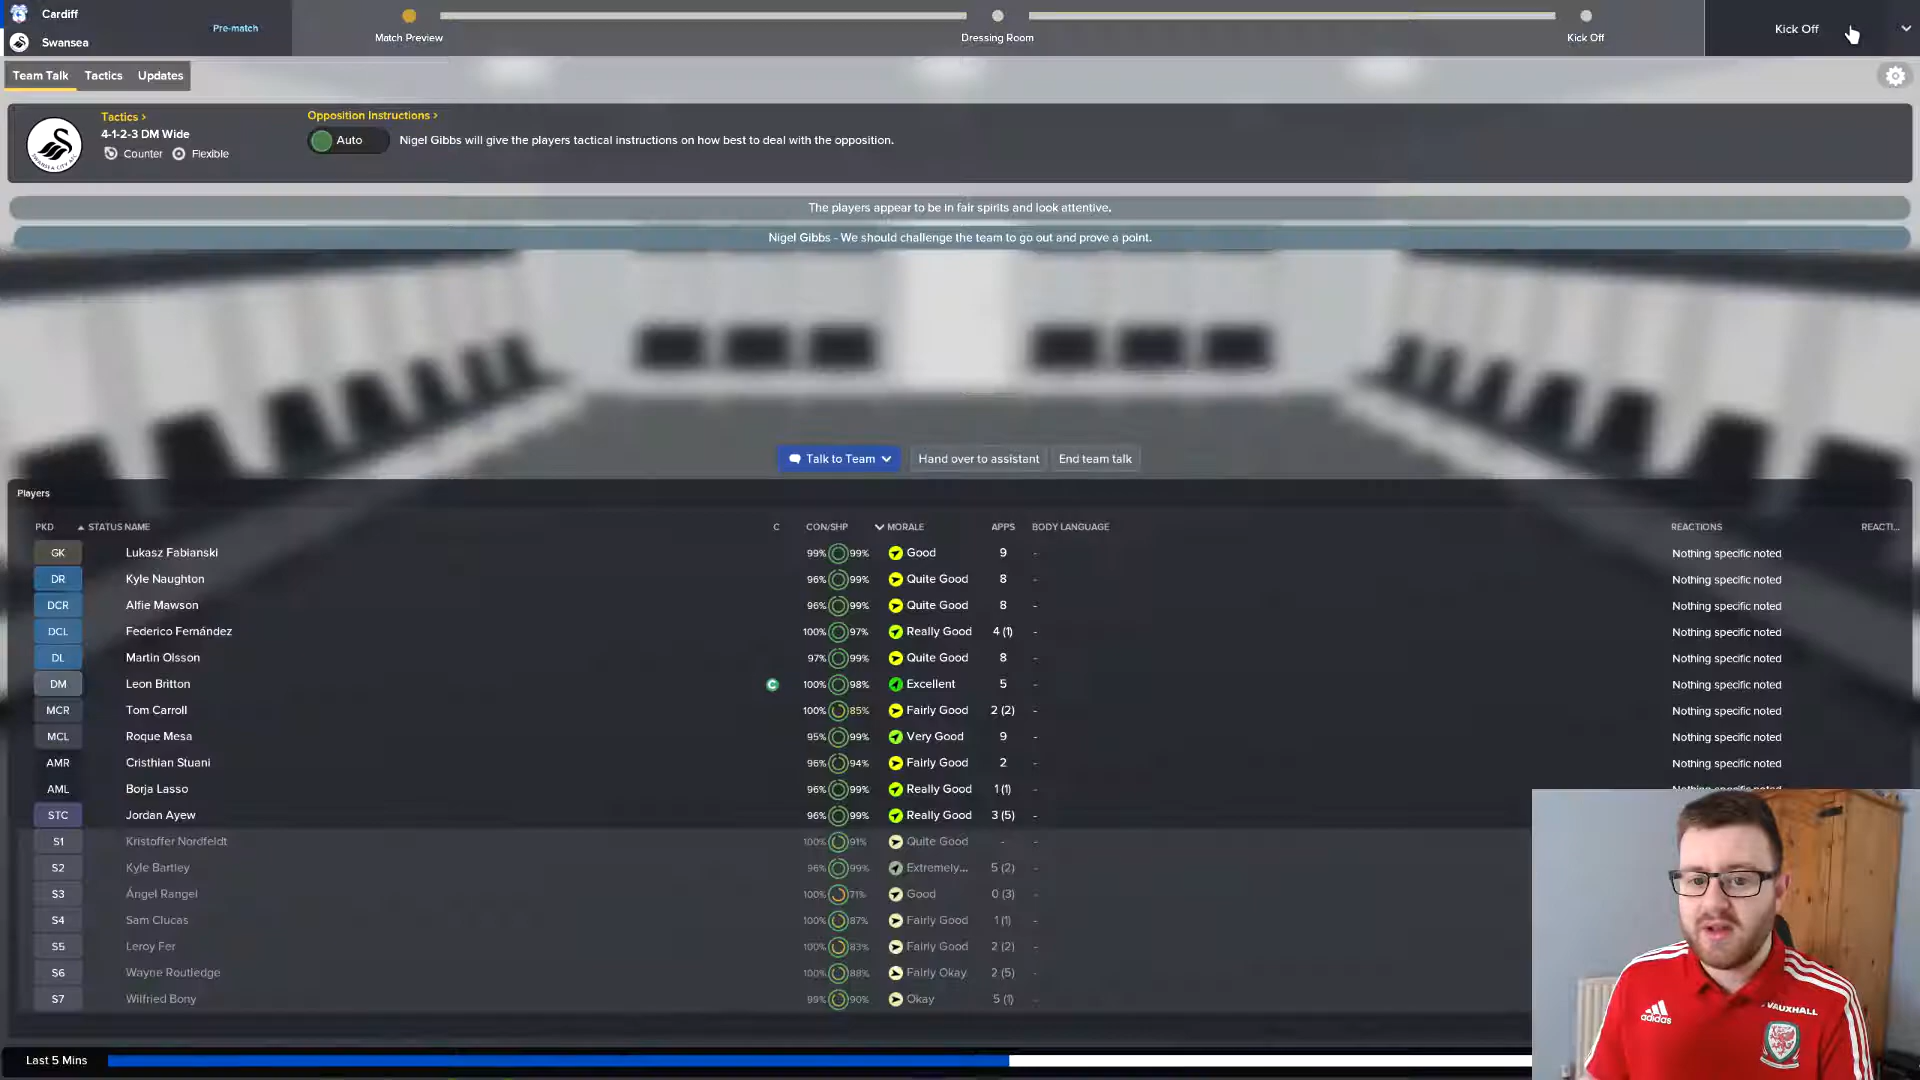 Cardiff
Swansea
Pre-match
Match Preview
Dressing Room
Kick Off
Kick Off
Team Talk Tactics Updates
Tactics >
4-1-2-3 DM Wide
Counter Flexible
Opposition Instructions >
Auto Nigel Gibbs will give the players tactical instructions on how best to deal with the opposition.
The players appear to be in fair spirits and look attentive.
Nigel Gibbs - We should challenge the team to go out and prove a point.
Talk to Team Hand over to assistant End team talk
Players
PKD STATUS NAME C CON/SHP MORALE APPS BODY LANGUAGE REACTIONS REACTI...
GK Lukasz Fabianski 99% 99% Good 9 - Nothing specific noted
DR Kyle Naughton 96% 99% Quite Good 8 - Nothing specific noted
DCR Alfie Mawson 96% 99% Quite Good 8 - Nothing specific noted
DCL Federico Fernández 100% 97% Really Good 4 (1) - Nothing specific noted
DL Martin Olsson 97% 99% Quite Good 8 - Nothing specific noted
DM Leon Britton C 100% 98% Excellent 5 - Nothing specific noted
MCR Tom Carroll 100% 85% Fairly Good 2 (2) - Nothing specific noted
MCL Roque Mesa 95% 99% Very Good 9 - Nothing specific noted
AMR Cristhian Stuani 96% 94% Fairly Good 2 - Nothing specific noted
AML Borja Lasso 96% 99% Really Good 1 (1) -
STC Jordan Ayew 96% 99% Really Good 3 (5) -
S1 Kristoffer Nordfeldt 100% 91% Quite Good - -
S2 Kyle Bartley 96% 99% Extremely... 5 (2) -
S3 Ángel Rangel 100% 71% Good 0 (3) -
S4 Sam Clucas 100% 87% Fairly Good 1 (1) -
S5 Leroy Fer 100% 83% Fairly Good 2 (2) -
S6 Wayne Routledge 100% 88% Fairly Okay 2 (5) -
S7 Wilfried Bony 99% 90% Okay 5 (1) -
Last 5 Mins
adidas
VAUXHALL